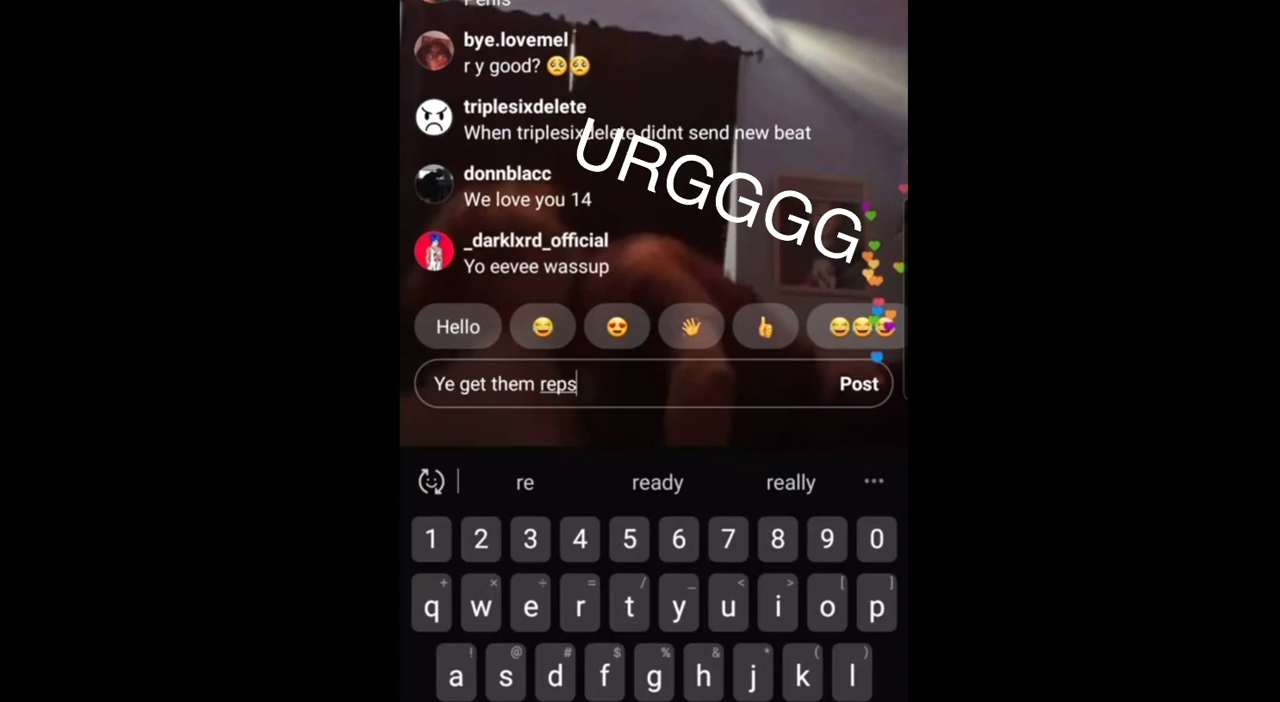 Penis
bye.lovemel
r y good? 🥺🥺
triplesixdelete
When triplesixdelete didnt send new beat
URGGGG
donnblacc
We love you 14
_darklxrd_official
Yo eevee wassup
Hello 😂 😍 👋 👍 😂😂😂
Ye get them reps
Post
re ready really ...
1 2 3 4 5 6 7 8 9 0
+ × ÷ = / _ < > [ ]
q w e r t y u i o p
! @ # $ % & * ( )
a s d f g h j k l